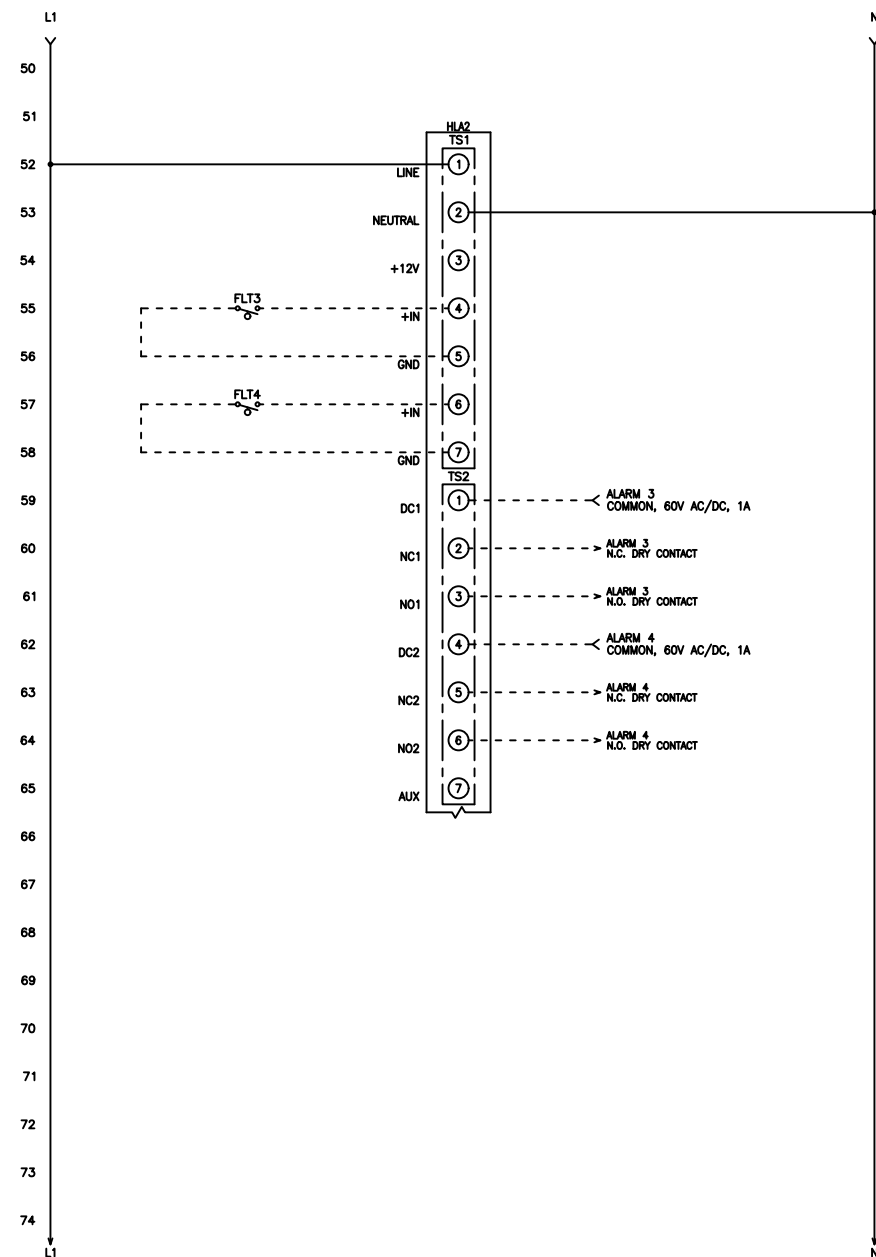 L1 N
50
51
HLA2
TS1
52 LINE 1
53 NEUTRAL 2
54 +12V 3
FLT3
55 +IN 4
56 GND 5
FLT4
57 +IN 6
58 GND 7
TS2
59 DC1 1 ALARM 3
COMMON, 60V AC/DC, 1A
60 NC1 2 ALARM 3
N.C. DRY CONTACT
61 NO1 3 ALARM 3
N.O. DRY CONTACT
62 DC2 4 ALARM 4
COMMON, 60V AC/DC, 1A
63 NC2 5 ALARM 4
N.C. DRY CONTACT
64 NO2 6 ALARM 4
N.O. DRY CONTACT
65 AUX 7
66
67
68
69
70
71
72
73
74
L1 N